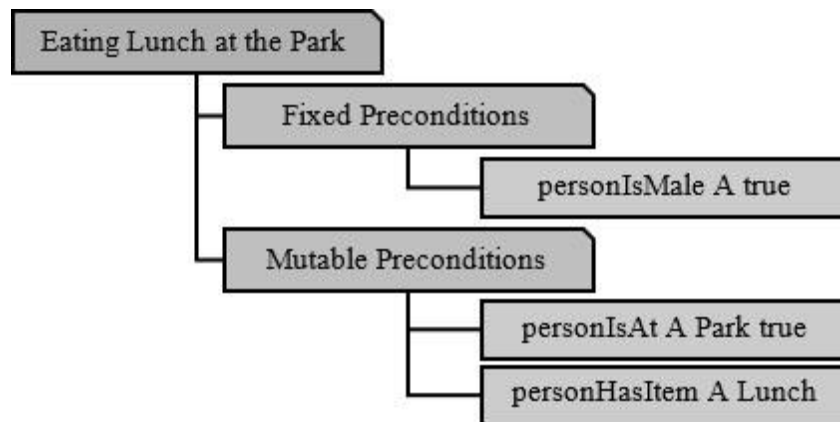 Eating Lunch at the Park
Fixed Preconditions
personIsMale A true
Mutable Preconditions
personIsAt A Park true
personHasItem A Lunch